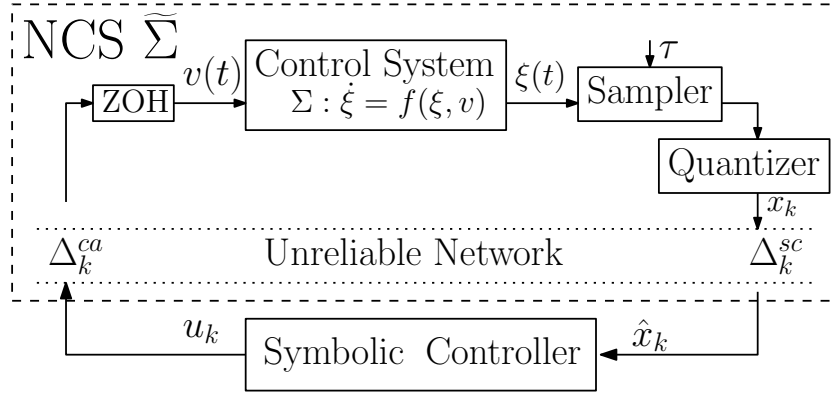 NCS Σ̃
ZOH
v(t)
Control System
Σ : ξ̇ = f(ξ, v)
ξ(t)
τ
Sampler
Quantizer
x_k
Δ_k^{ca}
Unreliable Network
Δ_k^{sc}
u_k
Symbolic Controller
x̂_k